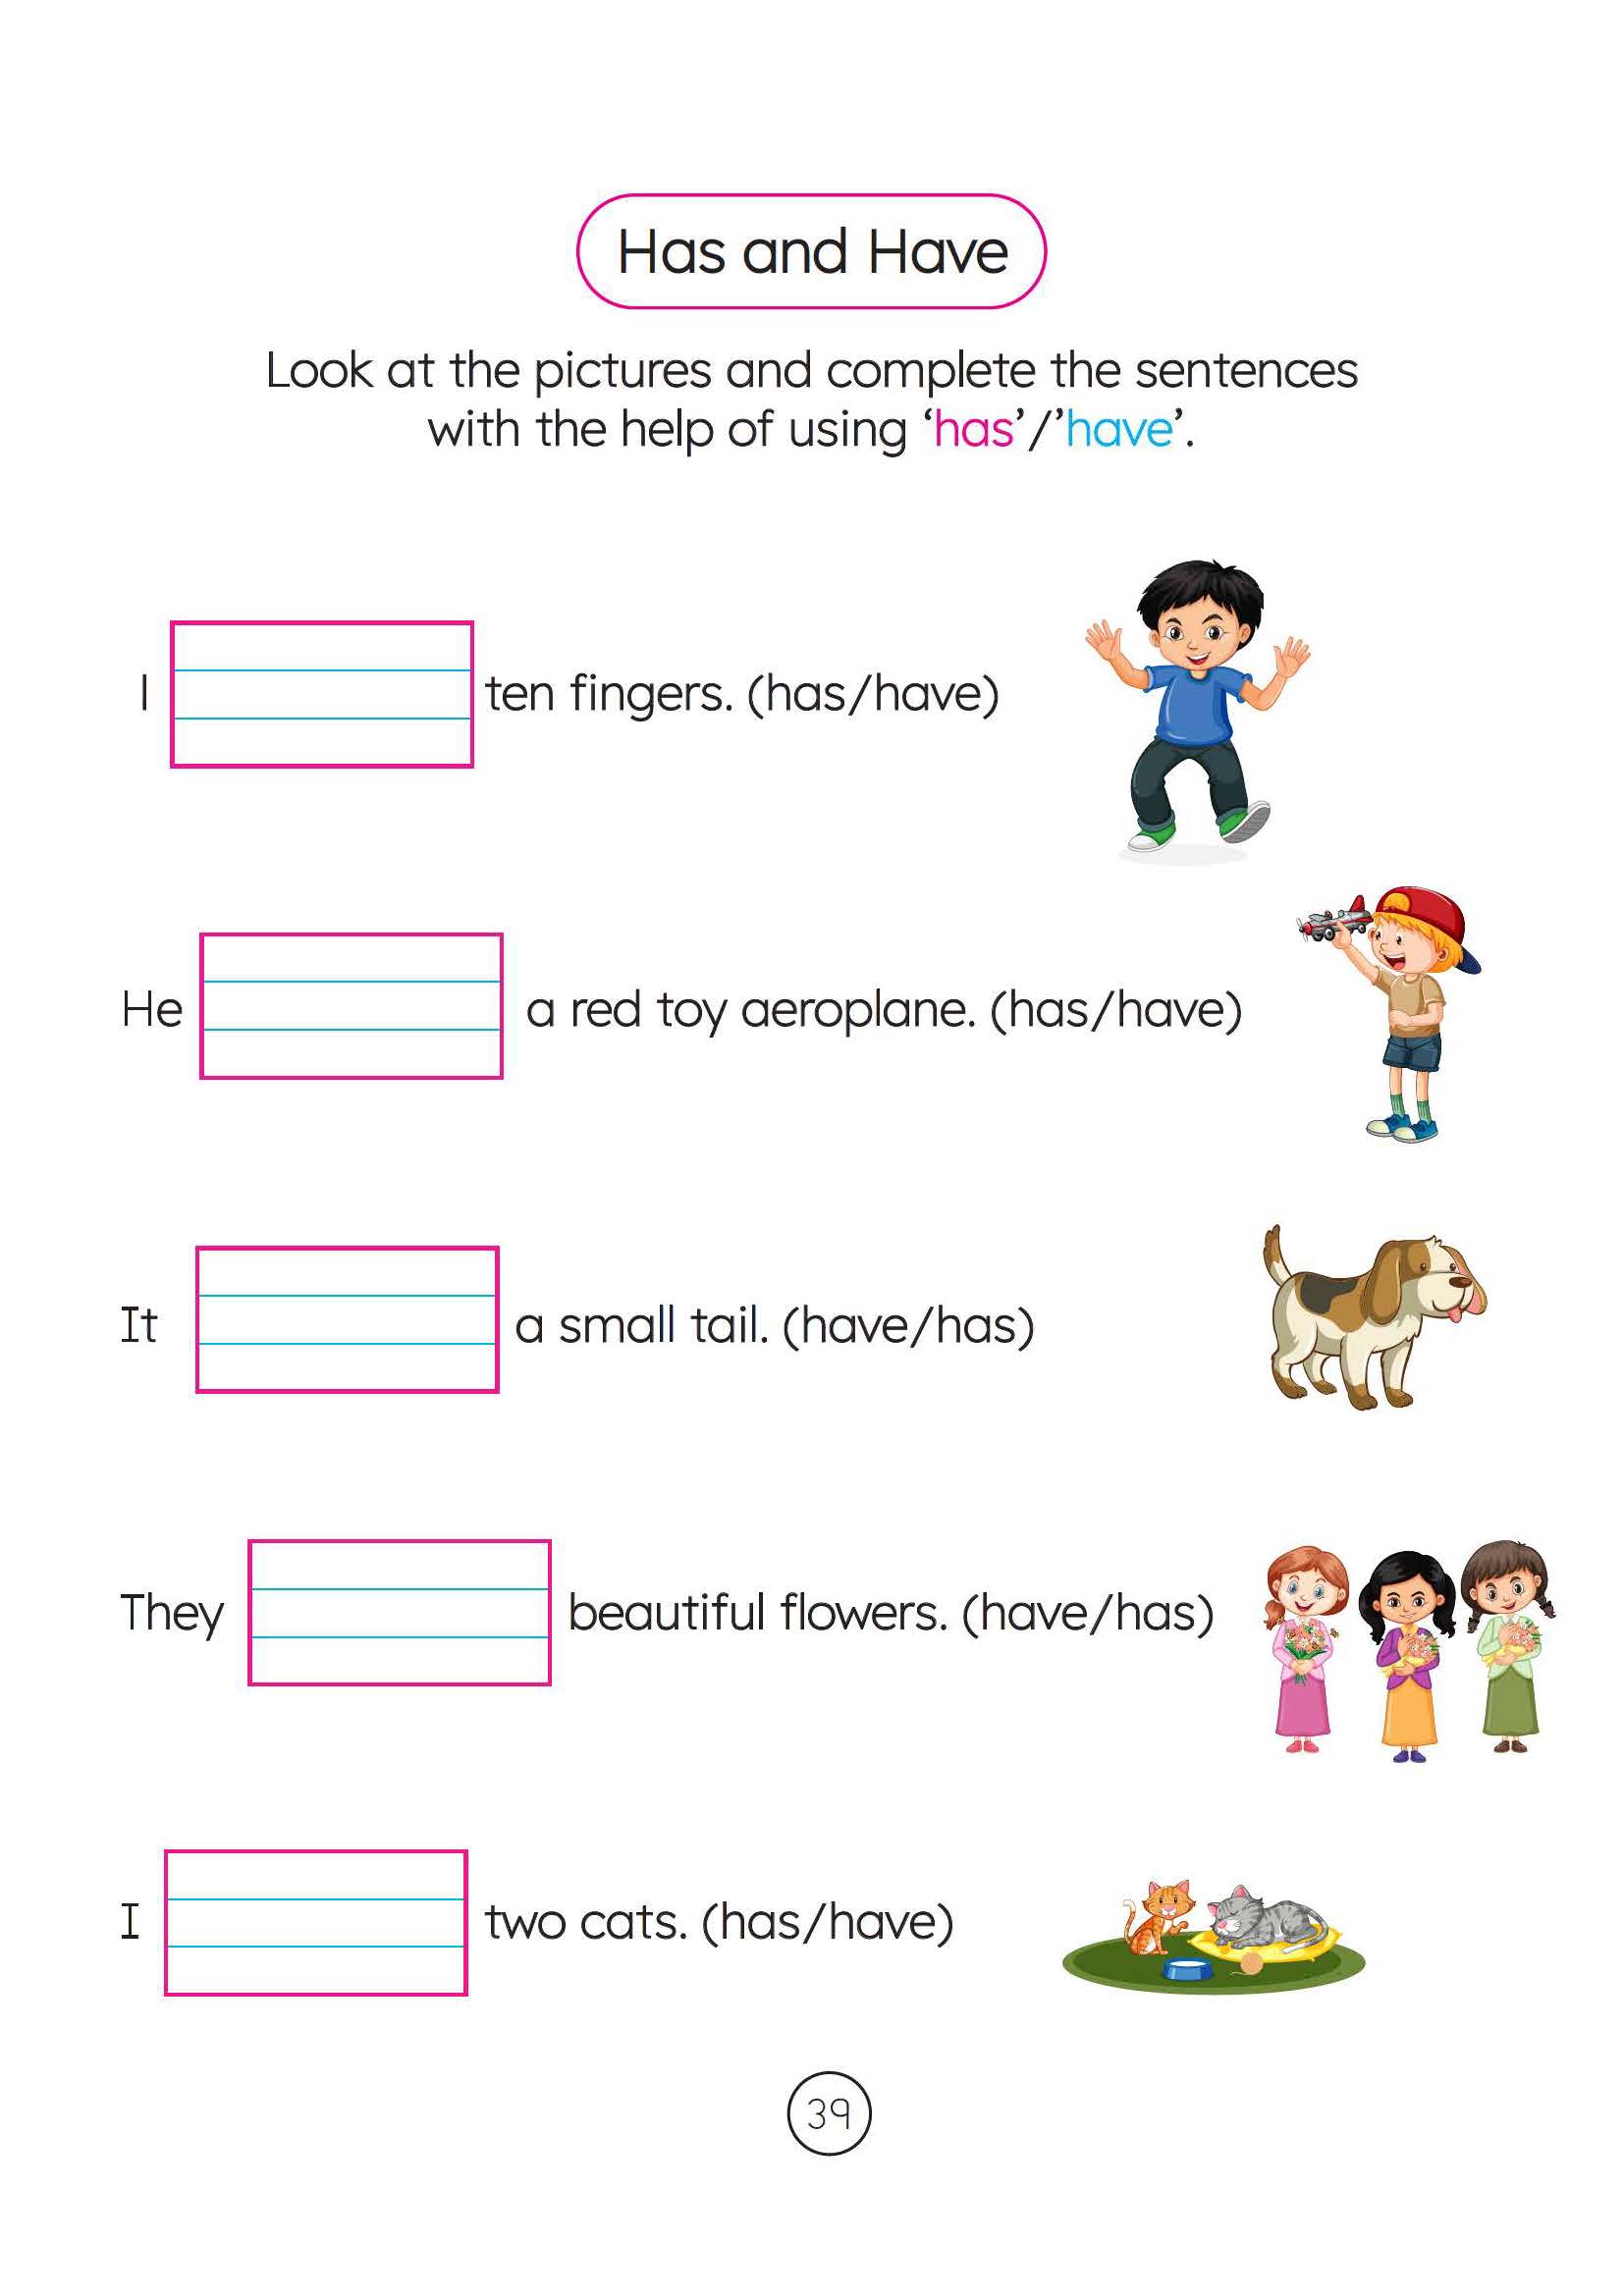 Has and Have
Look at the pictures and complete the sentences
with the help of using ‘has’/’have’.
I ten fingers. (has/have)
He a red toy aeroplane. (has/have)
It a small tail. (have/has)
They beautiful flowers. (have/has)
I two cats. (has/have)
39